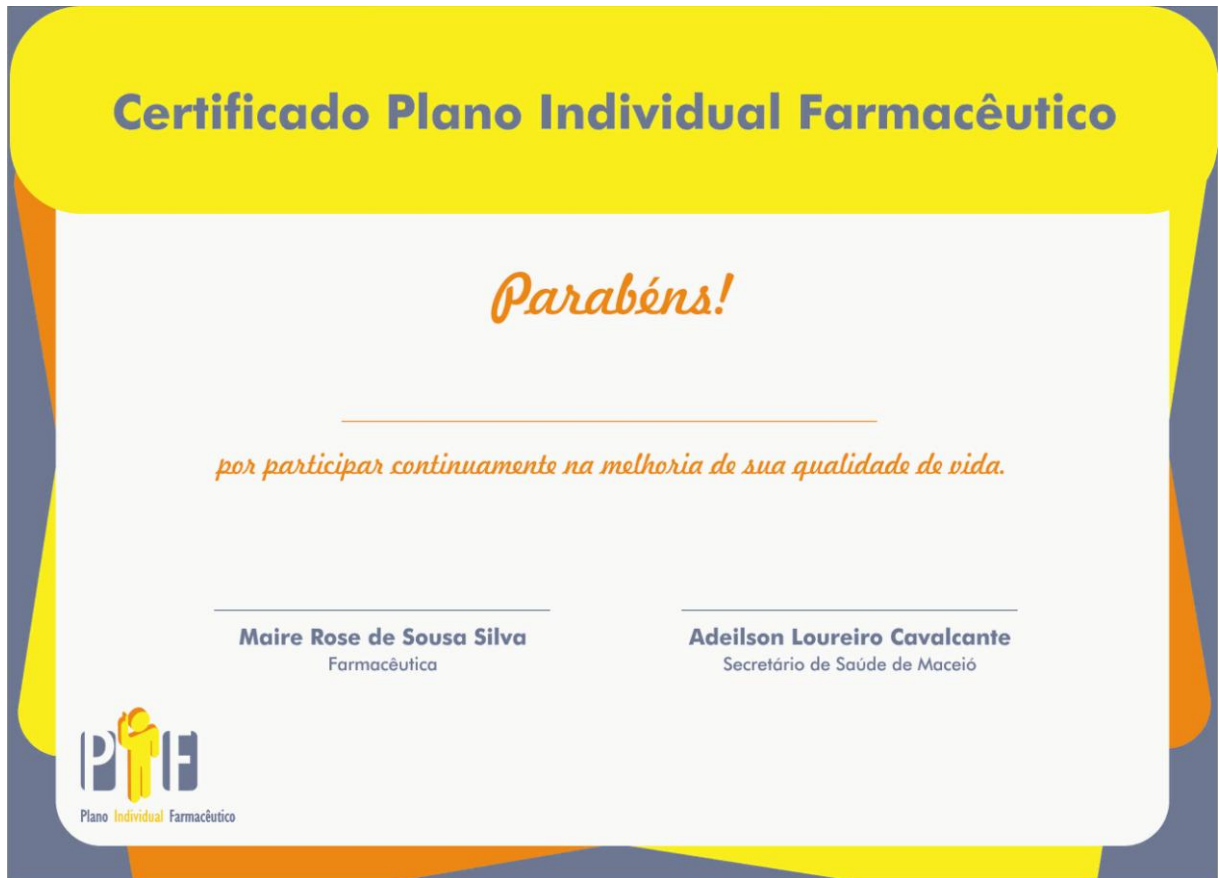 Certificado Plano Individual Farmacêutico
Parabéns!
por participar continuamente na melhoria de sua qualidade de vida.
Maire Rose de Sousa Silva
Farmacêutica
Adeilson Loureiro Cavalcante
Secretário de Saúde de Maceió
PIF
Plano Individual Farmacêutico